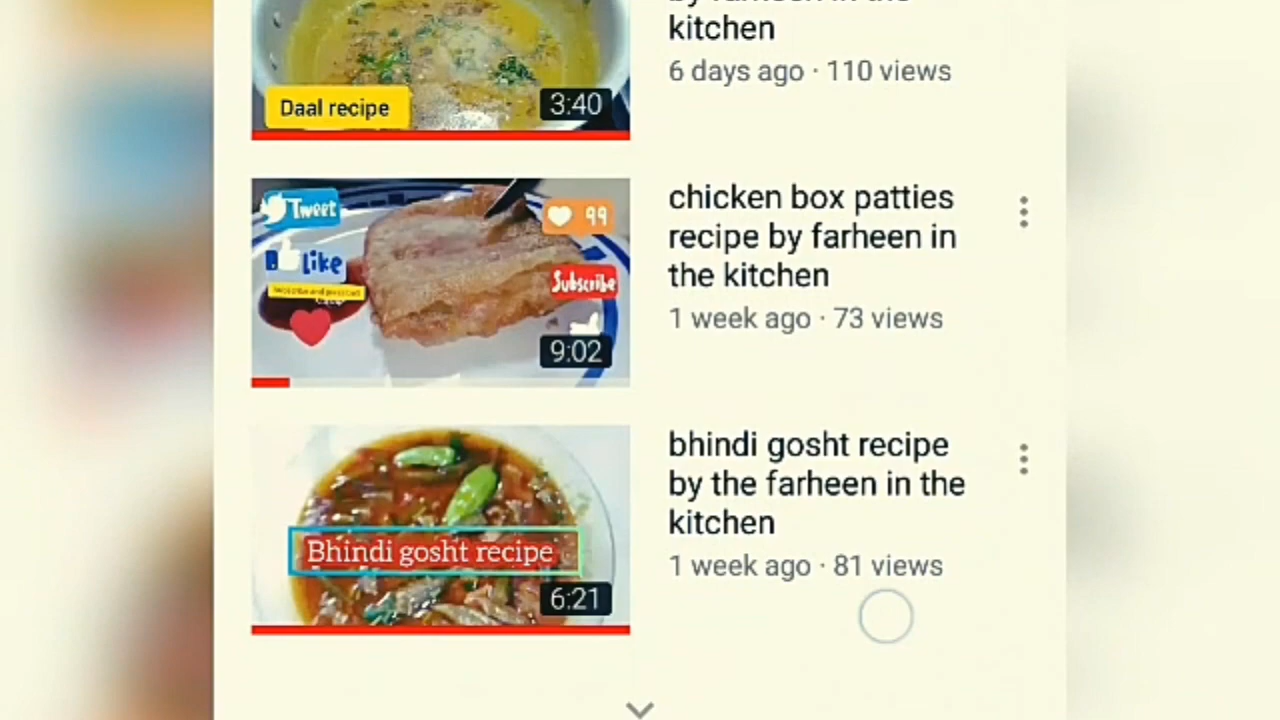 kitchen
6 days ago · 110 views
Daal recipe
3:40
chicken box patties
recipe by farheen in
the kitchen
1 week ago · 73 views
Tweet
99
Like
Subscribe
9:02
bhindi gosht recipe
by the farheen in the
kitchen
1 week ago · 81 views
Bhindi gosht recipe
6:21